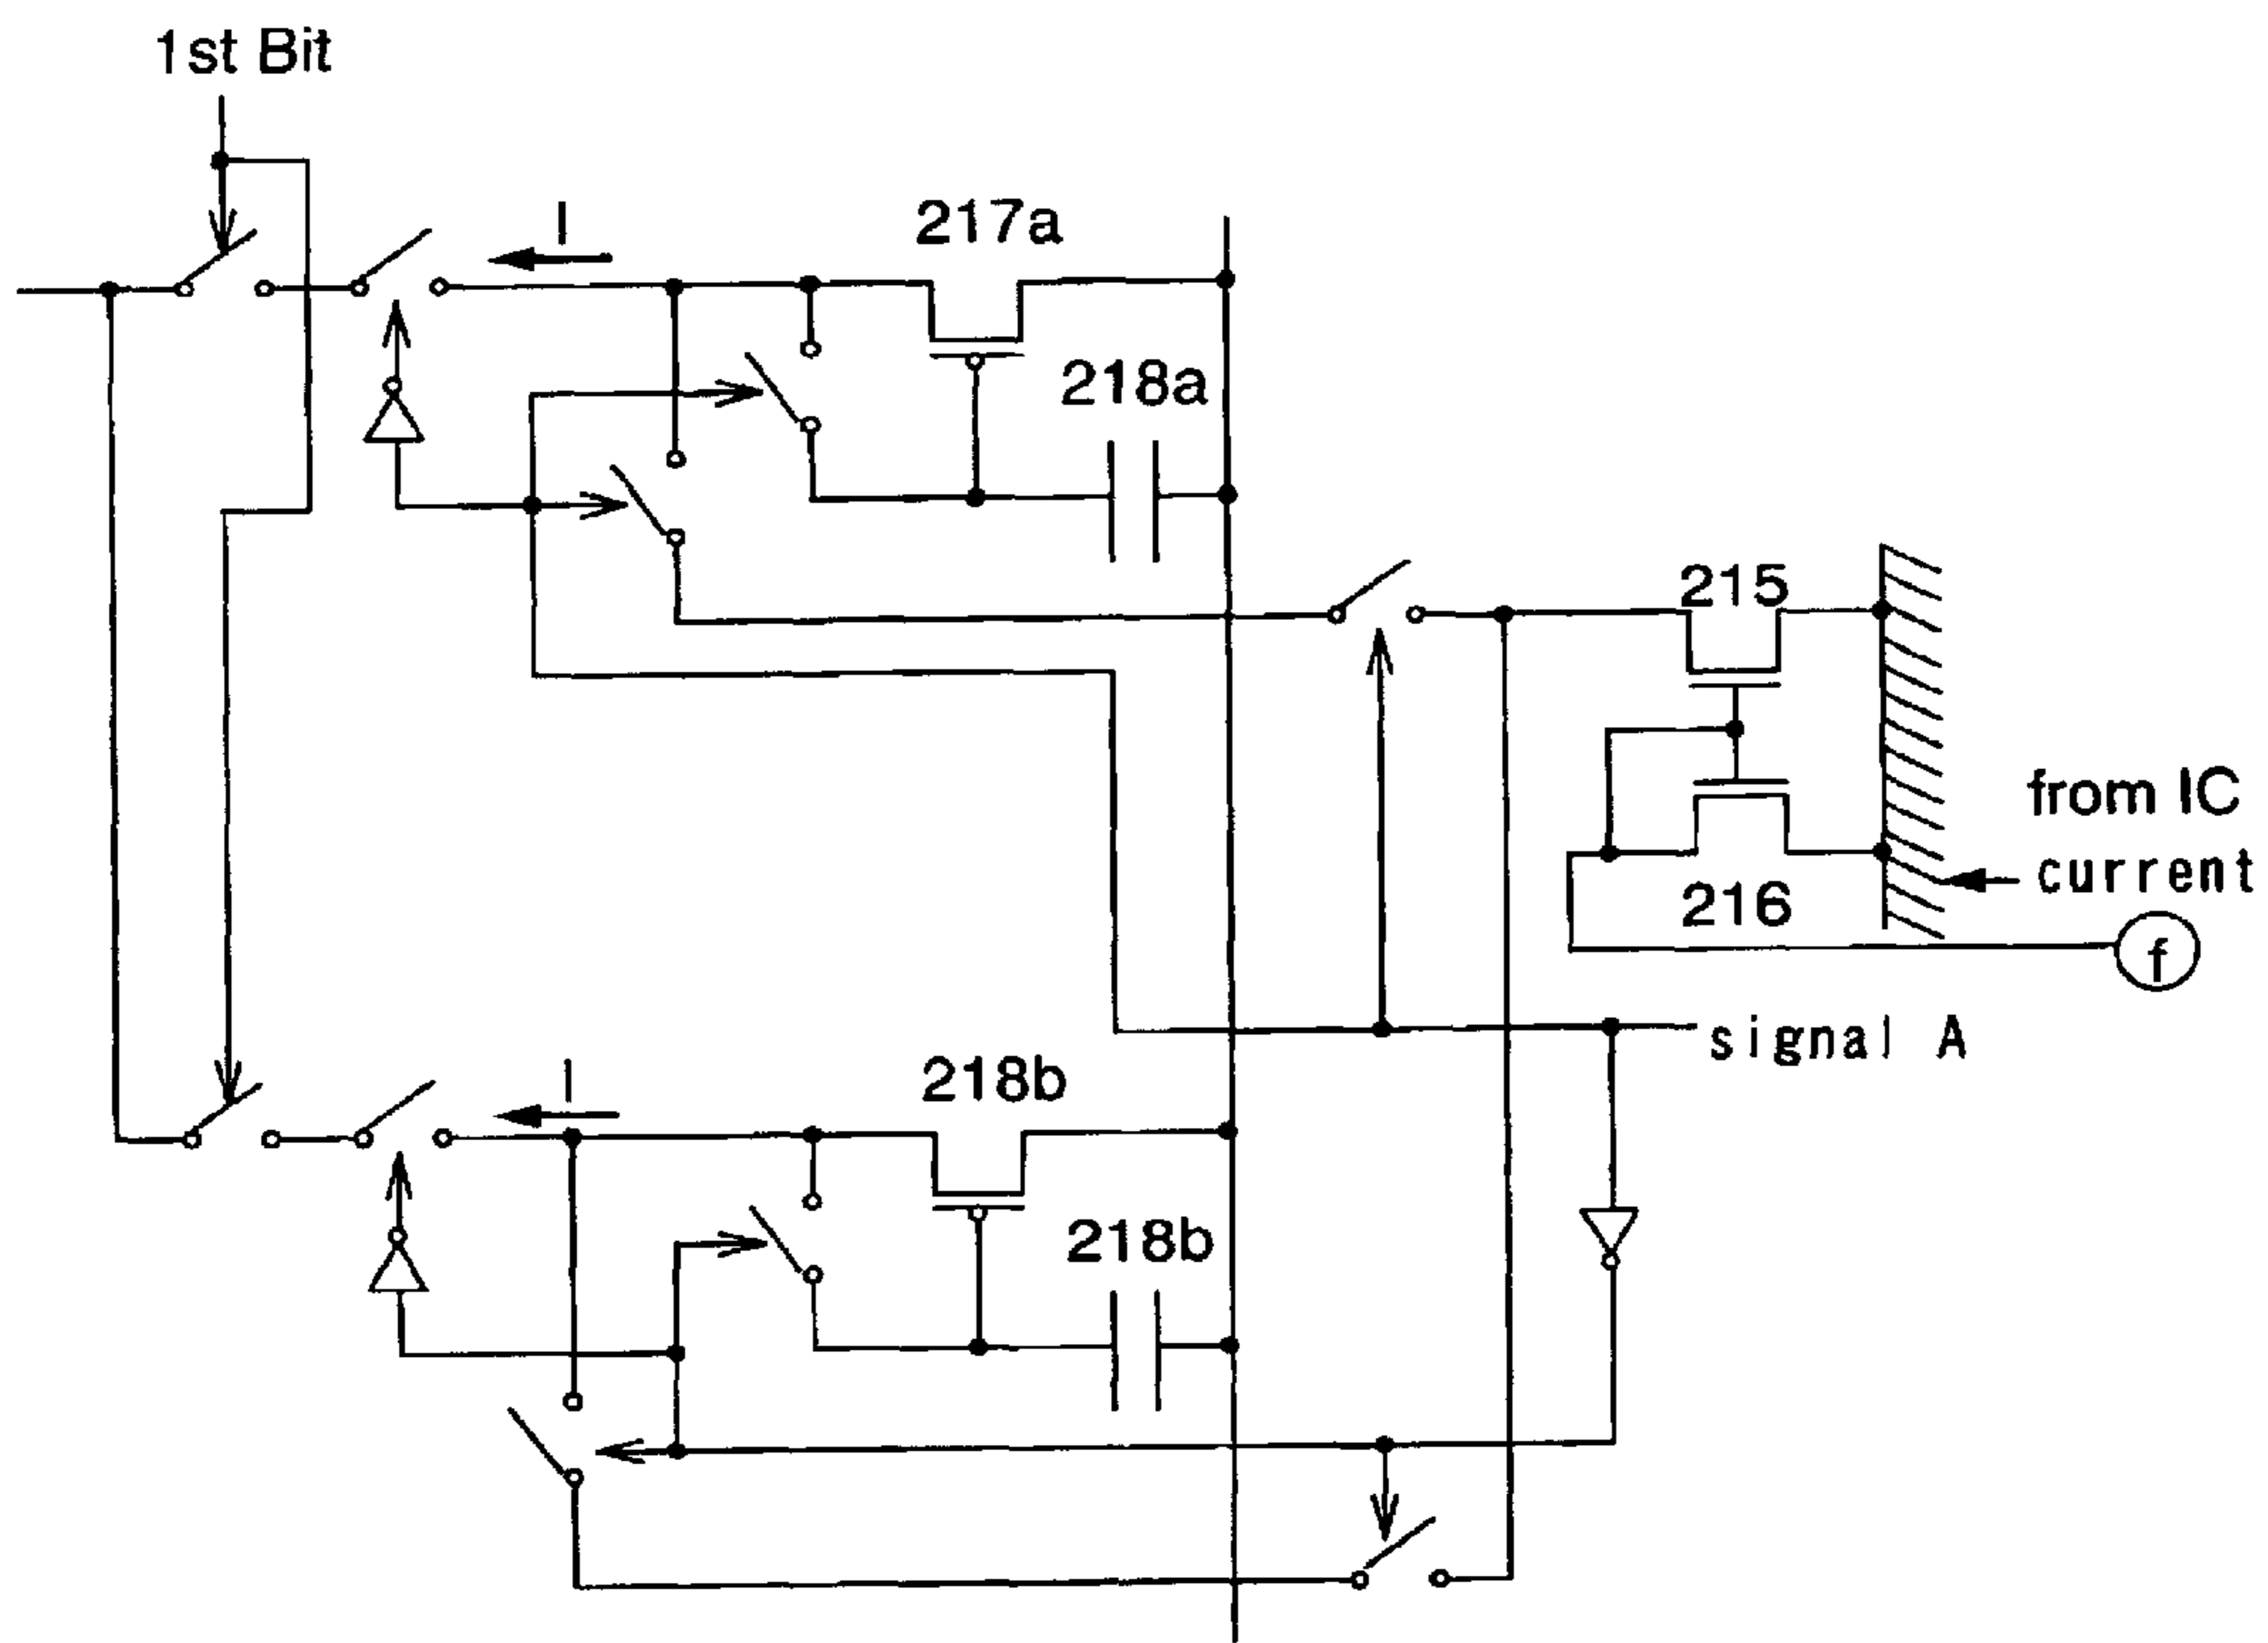 1st Bit
I
217a
218a
215
from IC
current
216
f
signal A
I
218b
218b